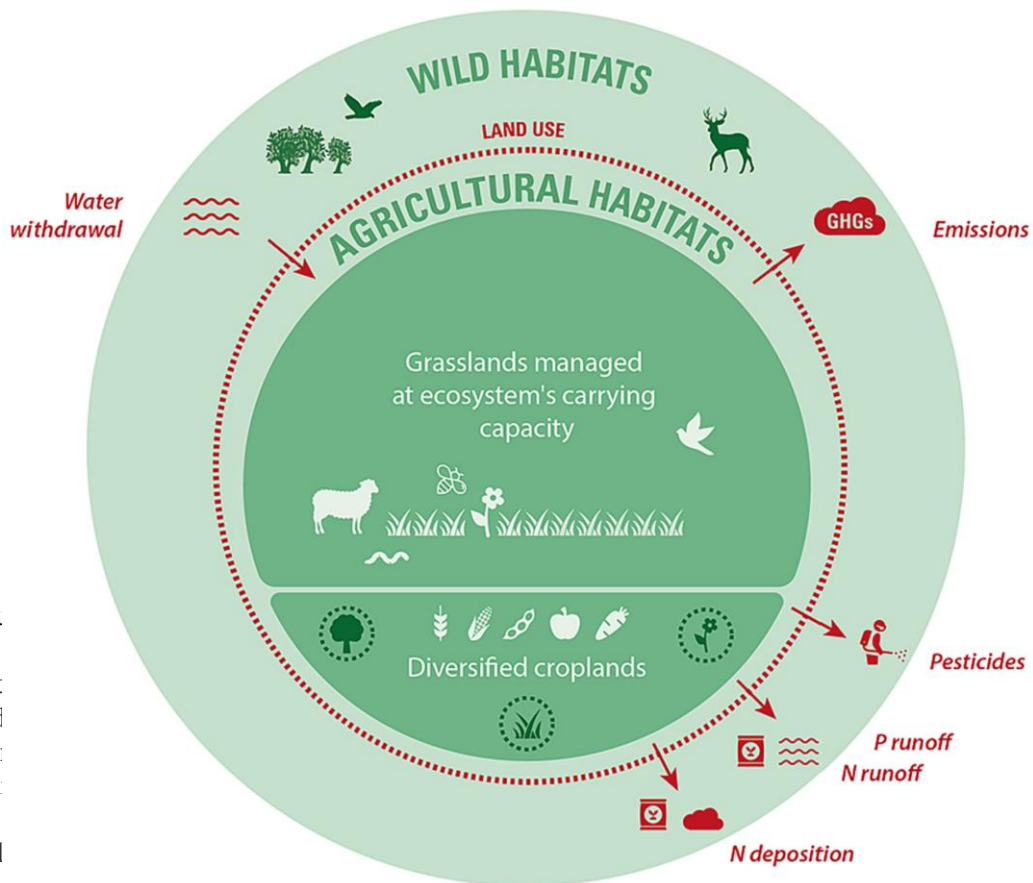 WILD HABITATS
LAND USE
AGRICULTURAL HABITATS
Water
withdrawal
GHGs
Emissions
Grasslands managed
at ecosystem's carrying
capacity
Diversified croplands
Pesticides
P runoff
N runoff
N deposition